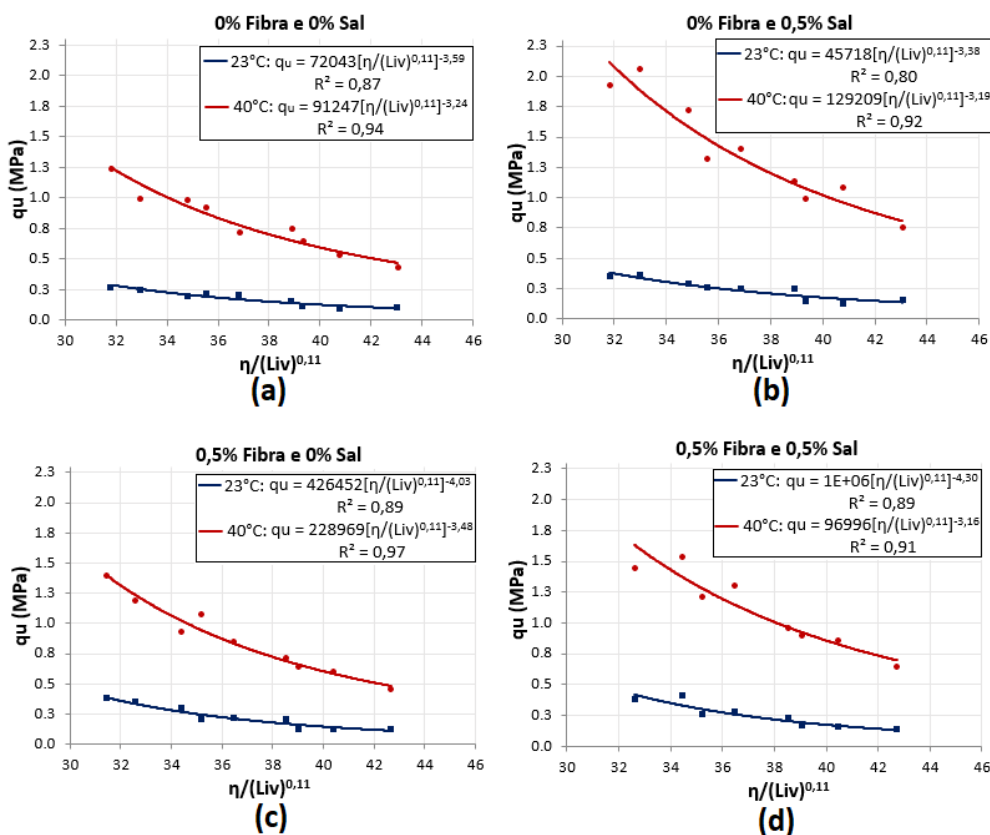 0% Fibra e 0% Sal
23°C: qᵤ = 72043[η/(Liv)⁰,¹¹]⁻³,⁵⁹
R² = 0,87
40°C: qᵤ = 91247[η/(Liv)⁰,¹¹]⁻³,²⁴
R² = 0,94
qu (MPa)
2.3
2.0
1.8
1.5
1.3
1.0
0.8
0.5
0.3
0.0
30 32 34 36 38 40 42 44 46
η/(Liv)⁰,¹¹
(a)
0% Fibra e 0,5% Sal
23°C: qu = 45718[η/(Liv)⁰,¹¹]⁻³,³⁸
R² = 0,80
40°C: qu = 129209[η/(Liv)⁰,¹¹]⁻³,¹⁹
R² = 0,92
qu (MPa)
2.3
2.0
1.8
1.5
1.3
1.0
0.8
0.5
0.3
0.0
30 32 34 36 38 40 42 44 46
η/(Liv)⁰,¹¹
(b)
0,5% Fibra e 0% Sal
23°C: qu = 426452[η/(Liv)⁰,¹¹]⁻⁴,⁰³
R² = 0,89
40°C: qu = 228969[η/(Liv)⁰,¹¹]⁻³,⁴⁸
R² = 0,97
qu (MPa)
2.3
2.0
1.8
1.5
1.3
1.0
0.8
0.5
0.3
0.0
30 32 34 36 38 40 42 44 46
η/(Liv)⁰,¹¹
(c)
0,5% Fibra e 0,5% Sal
23°C: qu = 1E+06[η/(Liv)⁰,¹¹]⁻⁴,³⁰
R² = 0,89
40°C: qu = 96996[η/(Liv)⁰,¹¹]⁻³,¹⁶
R² = 0,91
qu (MPa)
2.3
2.0
1.8
1.5
1.3
1.0
0.8
0.5
0.3
0.0
30 32 34 36 38 40 42 44 46
η/(Liv)⁰,¹¹
(d)